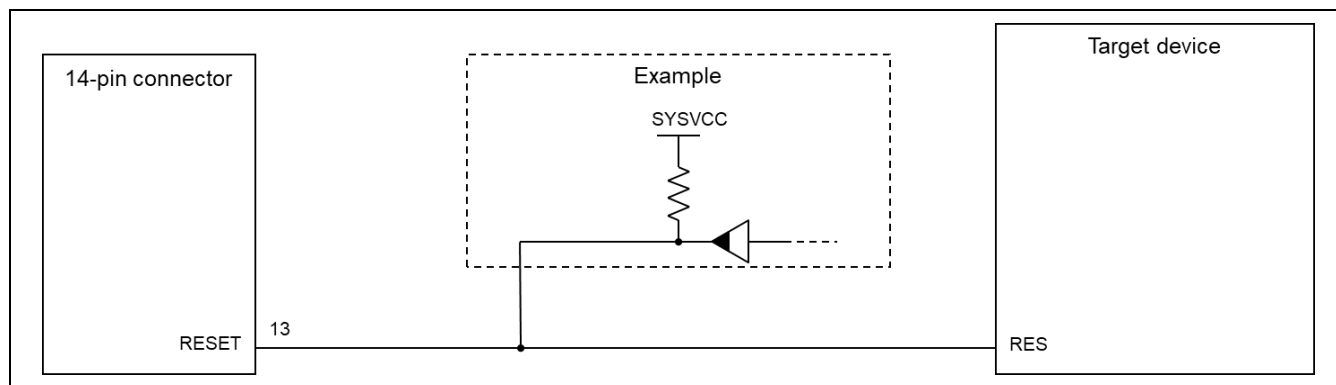 14-pin connector
Example
Target device
SYSVCC
RESET
13
RES